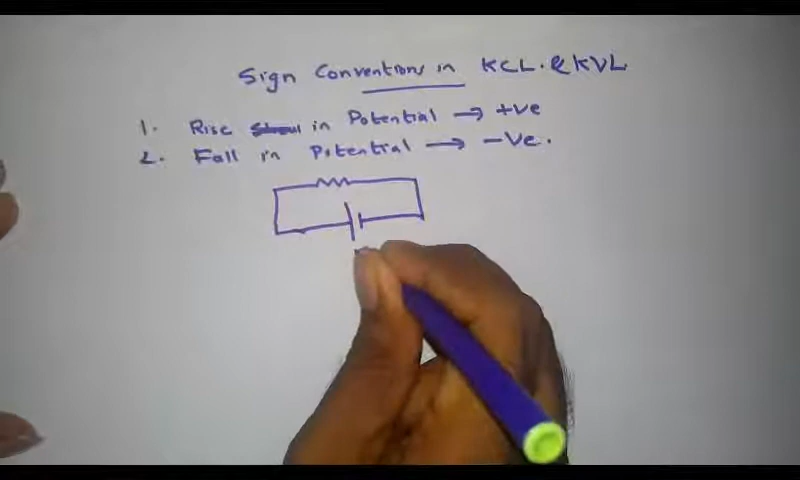 Sign Conventions in KCL. & KVL
1. Rise in Potential → +ve
2. Fall in Potential → -ve.